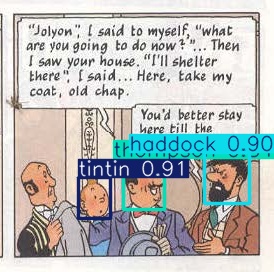 "Jolyon", I said to myself, "what
are you going to do now?"... Then
I saw your house. "I'll shelter
there", I said... Here, take my
coat, old chap.
You'd better stay
here till the
haddock 0.90
tintin 0.91